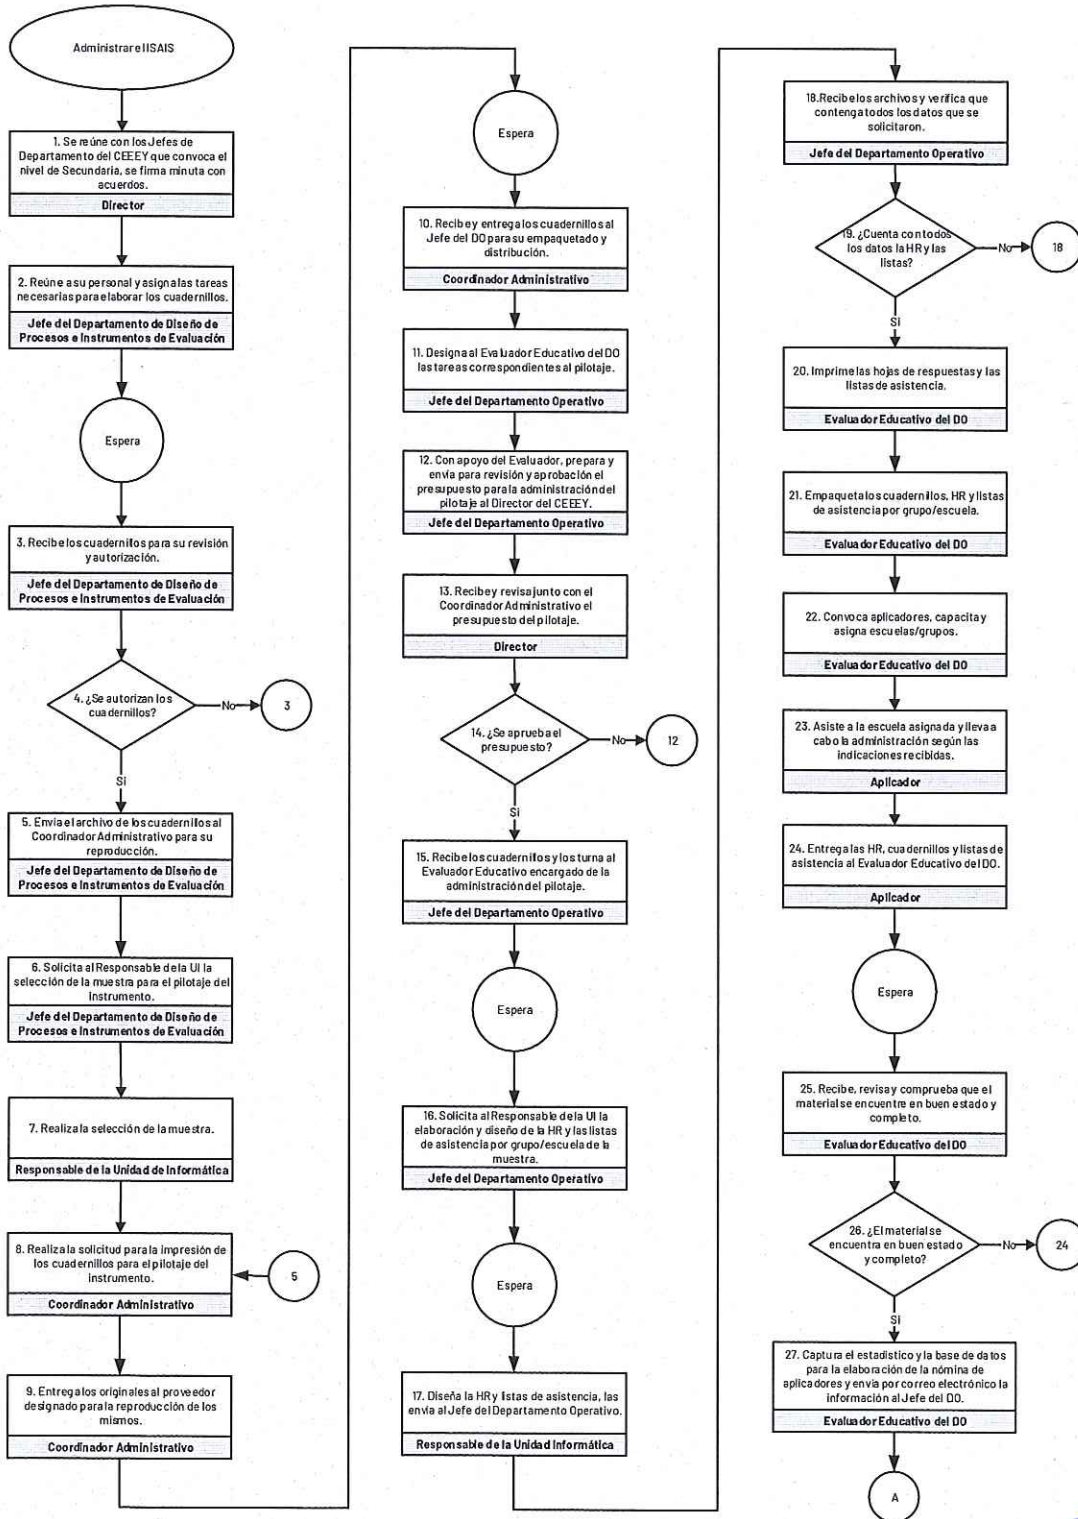 Administrar el ISAIS
1. Se reúne con los Jefes de
Departamento del CEEEY que convoca el
nivel de Secundaria, se firma minuta con
acuerdos.
Director
2. Reúne a su personal y asigna las tareas
necesarias para elaborar los cuadernillos.
Jefe del Departamento de Diseño de
Procesos e Instrumentos de Evaluación
Espera
3. Recibe los cuadernillos para su revisión
y autorización.
Jefe del Departamento de Diseño de
Procesos e Instrumentos de Evaluación
4. ¿Se autorizan los
cuadernillos?
No
3
Si
5. Envía el archivo de los cuadernillos al
Coordinador Administrativo para su
reproducción.
Jefe del Departamento de Diseño de
Procesos e Instrumentos de Evaluación
6. Solicita al Responsable de la UI la
selección de la muestra para el pilotaje del
Instrumento.
Jefe del Departamento de Diseño de
Procesos e Instrumentos de Evaluación
7. Realiza la selección de la muestra.
Responsable de la Unidad de Informática
8. Realiza la solicitud para la impresión de
los cuadernillos para el pilotaje del
instrumento.
Coordinador Administrativo
5
9. Entrega los originales al proveedor
designado para la reproducción de los
mismos.
Coordinador Administrativo
Espera
10. Recibe y entrega los cuadernillos al
Jefe del DO para su empaquetado y
distribución.
Coordinador Administrativo
11. Designa al Evaluador Educativo del DO
las tareas correspondientes al pilotaje.
Jefe del Departamento Operativo
12. Con apoyo del Evaluador, prepara y
envía para revisión y aprobación el
presupuesto para la administración del
pilotaje al Director del CEEEY.
Jefe del Departamento Operativo
13. Recibe y revisa junto con el
Coordinador Administrativo el
presupuesto del pilotaje.
Director
14. ¿Se aprueba el
presupuesto?
No
12
Si
15. Recibe los cuadernillos y los turna al
Evaluador Educativo encargado de la
administración del pilotaje.
Jefe del Departamento Operativo
Espera
16. Solicita al Responsable de la UI la
elaboración y diseño de la HR y las listas
de asistencia por grupo/escuela de la
muestra.
Jefe del Departamento Operativo
Espera
17. Diseña la HR y listas de asistencia, las
envía al Jefe del Departamento Operativo.
Responsable de la Unidad Informática
18. Recibe los archivos y verifica que
contenga todos los datos que se
solicitaron.
Jefe del Departamento Operativo
19. ¿Cuenta con todos
los datos la HR y las
listas?
No
18
Si
20. Imprime las hojas de respuestas y las
listas de asistencia.
Evaluador Educativo del DO
21. Empaqueta los cuadernillos, HR y listas
de asistencia por grupo/escuela.
Evaluador Educativo del DO
22. Convoca aplicadores, capacita y
asigna escuelas/grupos.
Evaluador Educativo del DO
23. Asiste a la escuela asignada y lleva a
cabo la administración según las
indicaciones recibidas.
Aplicador
24. Entrega las HR, cuadernillos y listas de
asistencia al Evaluador Educativo del DO.
Aplicador
Espera
25. Recibe, revisa y comprueba que el
material se encuentre en buen estado y
completo.
Evaluador Educativo del DO
26. ¿El material se
encuentra en buen estado
y completo?
No
24
Si
27. Captura el estadístico y la base de datos
para la elaboración de la nómina de
aplicadores y envía por correo electrónico la
información al Jefe del DO.
Evaluador Educativo del DO
A